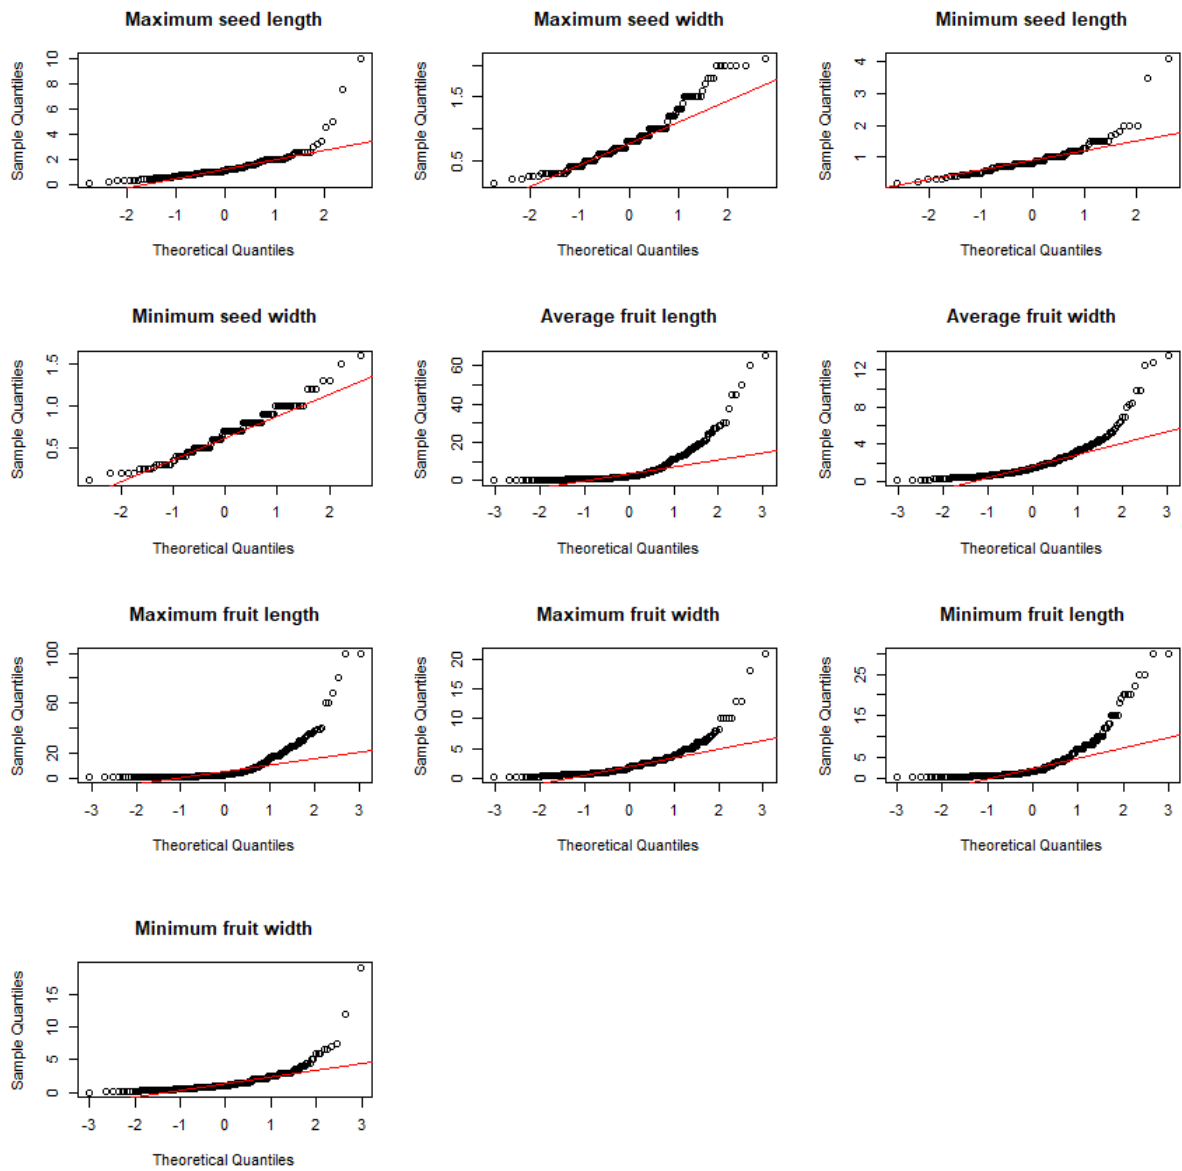 Maximum seed length
Maximum seed width
Minimum seed length
Sample Quantiles
0 2 4 6 8 10
-2 -1 0 1 2
Theoretical Quantiles
Sample Quantiles
0.5 1.5
-2 -1 0 1 2
Theoretical Quantiles
Sample Quantiles
1 2 3 4
-2 -1 0 1 2
Theoretical Quantiles
Minimum seed width
Average fruit length
Average fruit width
Sample Quantiles
0.5 1.0 1.5
-2 -1 0 1 2
Theoretical Quantiles
Sample Quantiles
0 20 40 60
-3 -2 -1 0 1 2 3
Theoretical Quantiles
Sample Quantiles
0 4 8 12
-3 -2 -1 0 1 2 3
Theoretical Quantiles
Maximum fruit length
Maximum fruit width
Minimum fruit length
Sample Quantiles
0 20 60 100
-3 -2 -1 0 1 2 3
Theoretical Quantiles
Sample Quantiles
0 5 10 15 20
-3 -2 -1 0 1 2 3
Theoretical Quantiles
Sample Quantiles
0 5 15 25
-3 -2 -1 0 1 2 3
Theoretical Quantiles
Minimum fruit width
Sample Quantiles
0 5 10 15
-3 -2 -1 0 1 2 3
Theoretical Quantiles